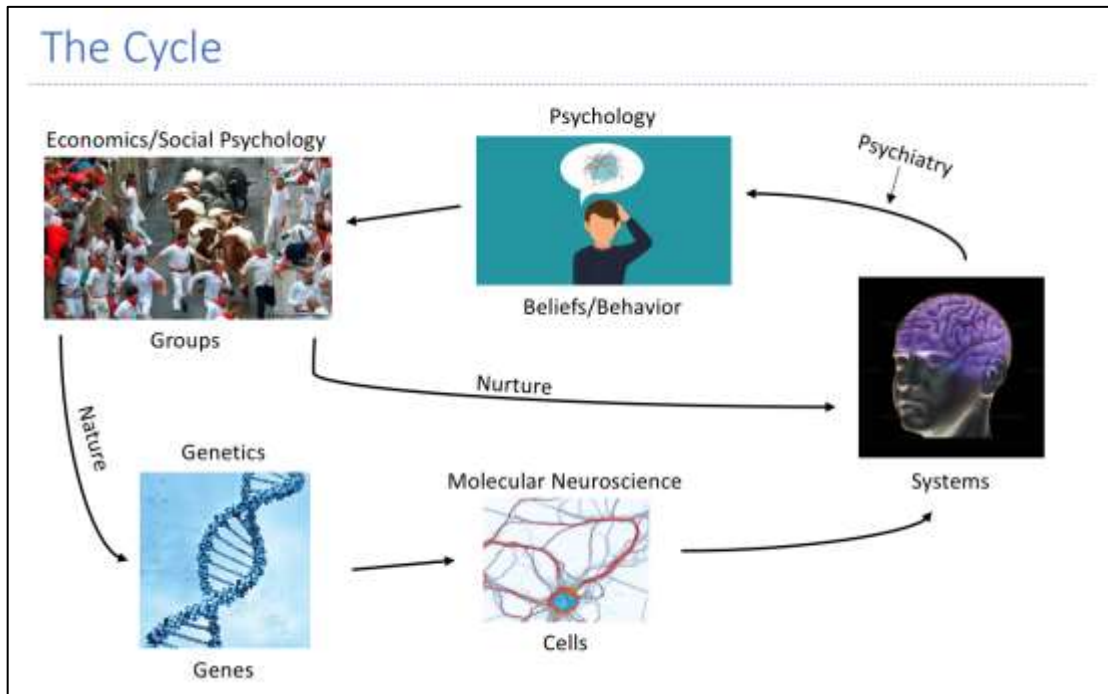 The Cycle
Psychology
Economics/Social Psychology
Psychiatry
Beliefs/Behavior
Groups
Nurture
Nature
Genetics
Molecular Neuroscience
Systems
Cells
Genes